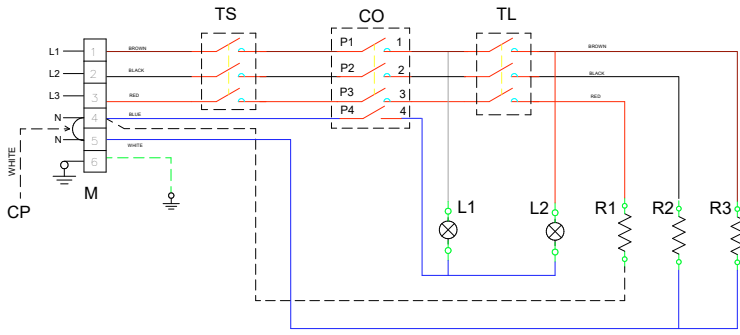 TS
CO
TL
L1
1
BROWN
P1
1
BROWN
L2
2
BLACK
P2
2
BLACK
L3
3
RED
P3
3
RED
N
4
BLUE
P4
4
N
5
WHITE
6
WHITE
CP
M
L1
L2
R1
R2
R3